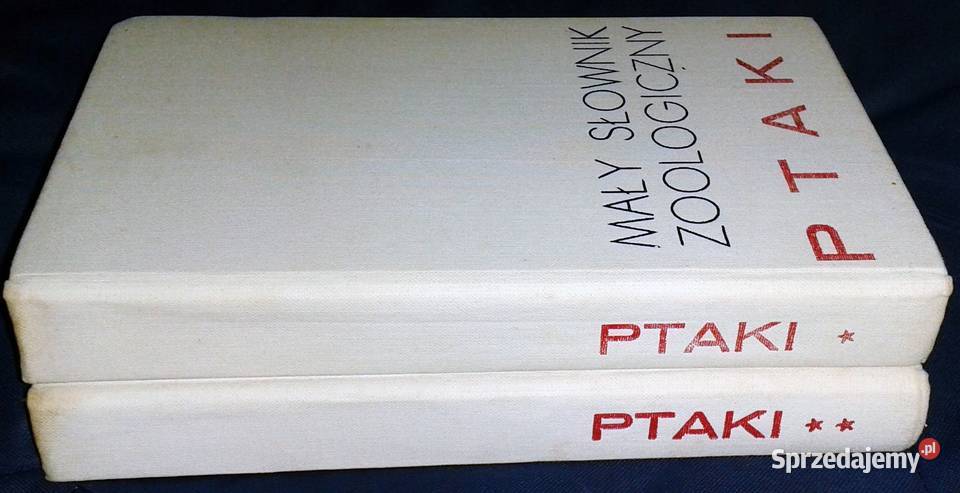 MAŁY SŁOWNIK
ZOOLOGICZNY
PTAKI
PTAKI *
PTAKI **
Sprzedajemy.pl